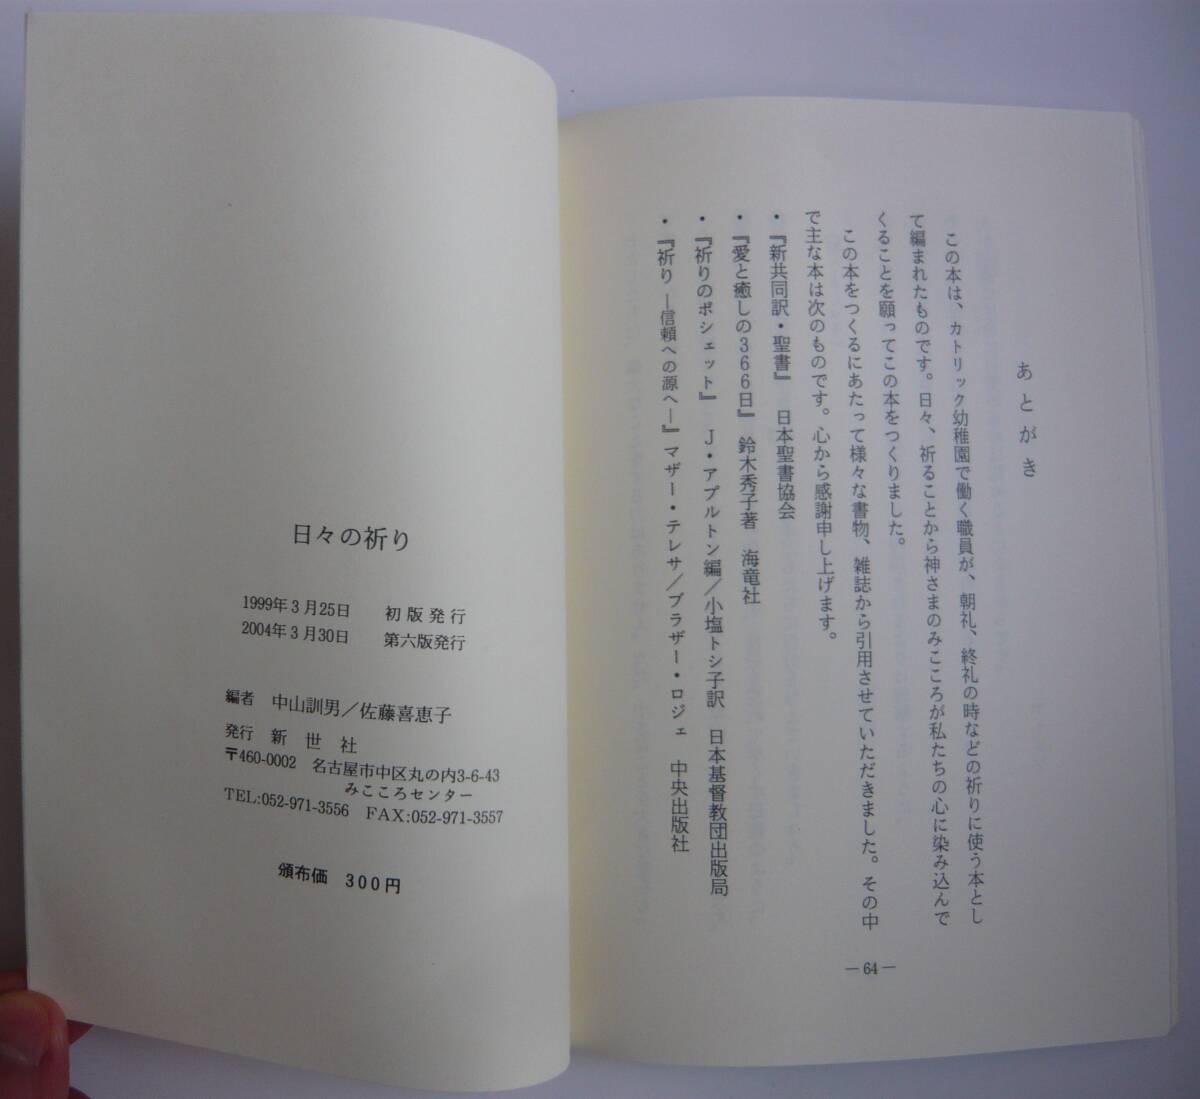 あとがき
この本は、カトリック幼稚園で働く職員が、朝礼、終礼の時などの祈りに使う本とし
て編まれたものです。日々、祈ることから神さまのみこころが私たちの心に染み込んで
くることを願ってこの本をつくりました。
この本をつくるにあたって様々な書物、雑誌から引用させていただきました。その中
で主な本は次のものです。心から感謝申し上げます。
・『新共同訳・聖書』 日本聖書協会
・『愛と癒しの366日』 鈴木秀子著 海竜社
・『祈りのポシェット』 J・アプルトン編/小塩トシ子訳 日本基督教団出版局
・『祈り ―信頼への源へ―』マザー・テレサ/ブラザー・ロジェ 中央出版社
―64―
日々の祈り
1999年3月25日 初版発行
2004年3月30日 第六版発行
編者 中山訓男/佐藤喜恵子
発行 新世社
〒460-0002 名古屋市中区丸の内3-6-43
みこころセンター
TEL:052-971-3556 FAX:052-971-3557
頒布価 300円